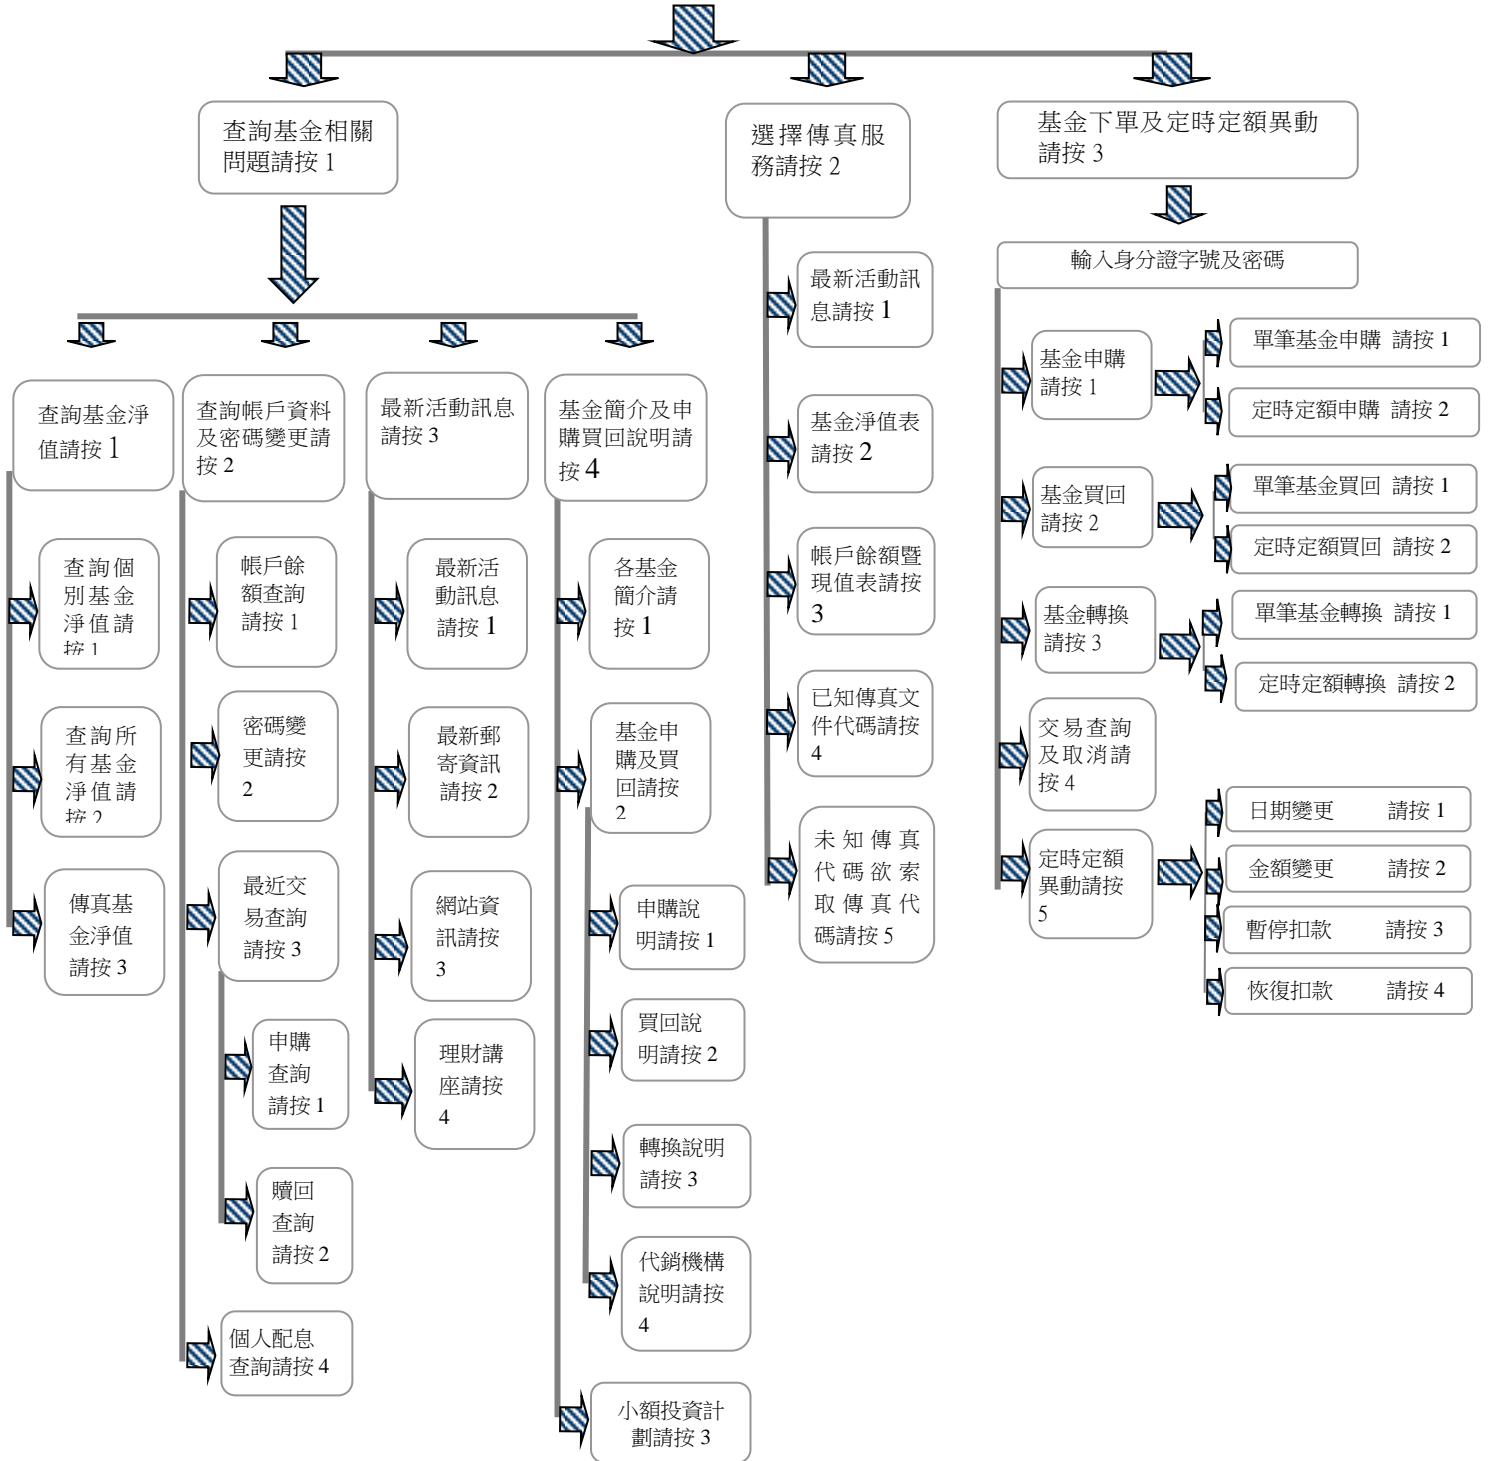 查詢基金相關
問題請按 1
選擇傳真服
務請按 2
基金下單及定時定額異動
請按 3
輸入身分證字號及密碼
查詢基金淨
值請按 1
查詢個
別基金
淨值請
按 1
查詢所
有基金
淨值請
按 2
傳真基
金淨值
請按 3
查詢帳戶資料
及密碼變更請
按 2
帳戶餘
額查詢
請按 1
密碼變
更請按
2
最近交
易查詢
請按 3
申購
查詢
請按 1
贖回
查詢
請按 2
個人配息
查詢請按 4
最新活動訊息
請按 3
最新活
動訊息
請按 1
最新郵
寄資訊
請按 2
網站資
訊請按
3
理財講
座請按
4
基金簡介及申
購買回說明請
按 4
各基金
簡介請
按 1
基金申
購及買
回請按
2
申購說
明請按 1
買回說
明請按 2
轉換說明
請按 3
代銷機構
說明請按
4
小額投資計
劃請按 3
最新活動訊
息請按 1
基金淨值表
請按 2
帳戶餘額暨
現值表請按
3
已知傳真文
件代碼請按
4
未知傳真
代碼欲索
取傳真代
碼請按 5
基金申購
請按 1
單筆基金申購 請按 1
定時定額申購 請按 2
基金買回
請按 2
單筆基金買回 請按 1
定時定額買回 請按 2
基金轉換
請按 3
單筆基金轉換 請按 1
定時定額轉換 請按 2
交易查詢
及取消請
按 4
定時定額
異動請按
5
日期變更 請按 1
金額變更 請按 2
暫停扣款 請按 3
恢復扣款 請按 4